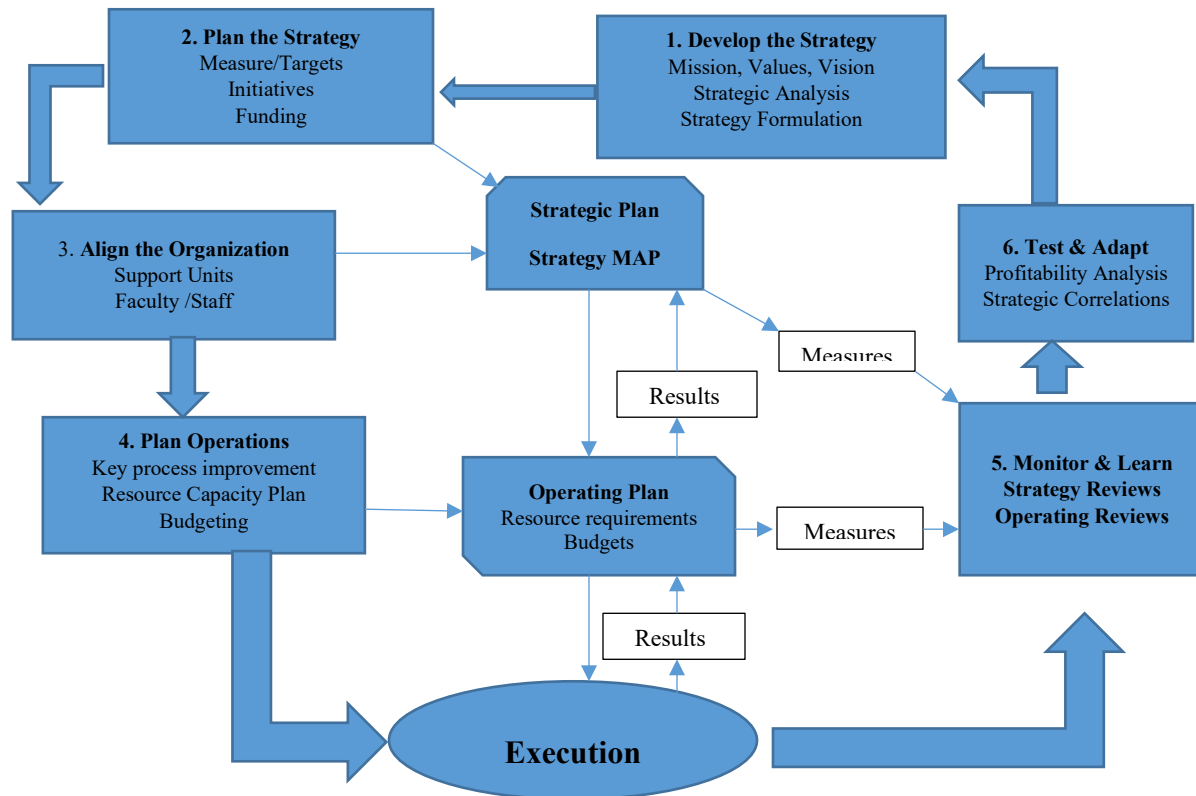 2. Plan the Strategy
Measure/Targets
Initiatives
Funding
1. Develop the Strategy
Mission, Values, Vision
Strategic Analysis
Strategy Formulation
Strategic Plan
Strategy MAP
3. Align the Organization
Support Units
Faculty /Staff
6. Test & Adapt
Profitability Analysis
Strategic Correlations
Measures
Results
4. Plan Operations
Key process improvement
Resource Capacity Plan
Budgeting
Operating Plan
Resource requirements
Budgets
Measures
5. Monitor & Learn
Strategy Reviews
Operating Reviews
Results
Execution